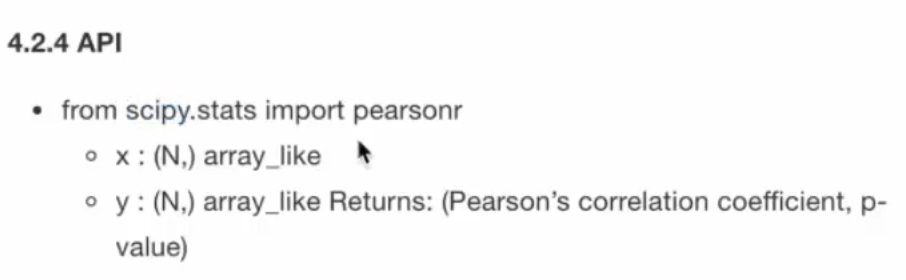 4.2.4 API
• from scipy.stats import pearsonr
○ x : (N,) array_like
○ y : (N,) array_like Returns: (Pearson’s correlation coefficient, p-
value)